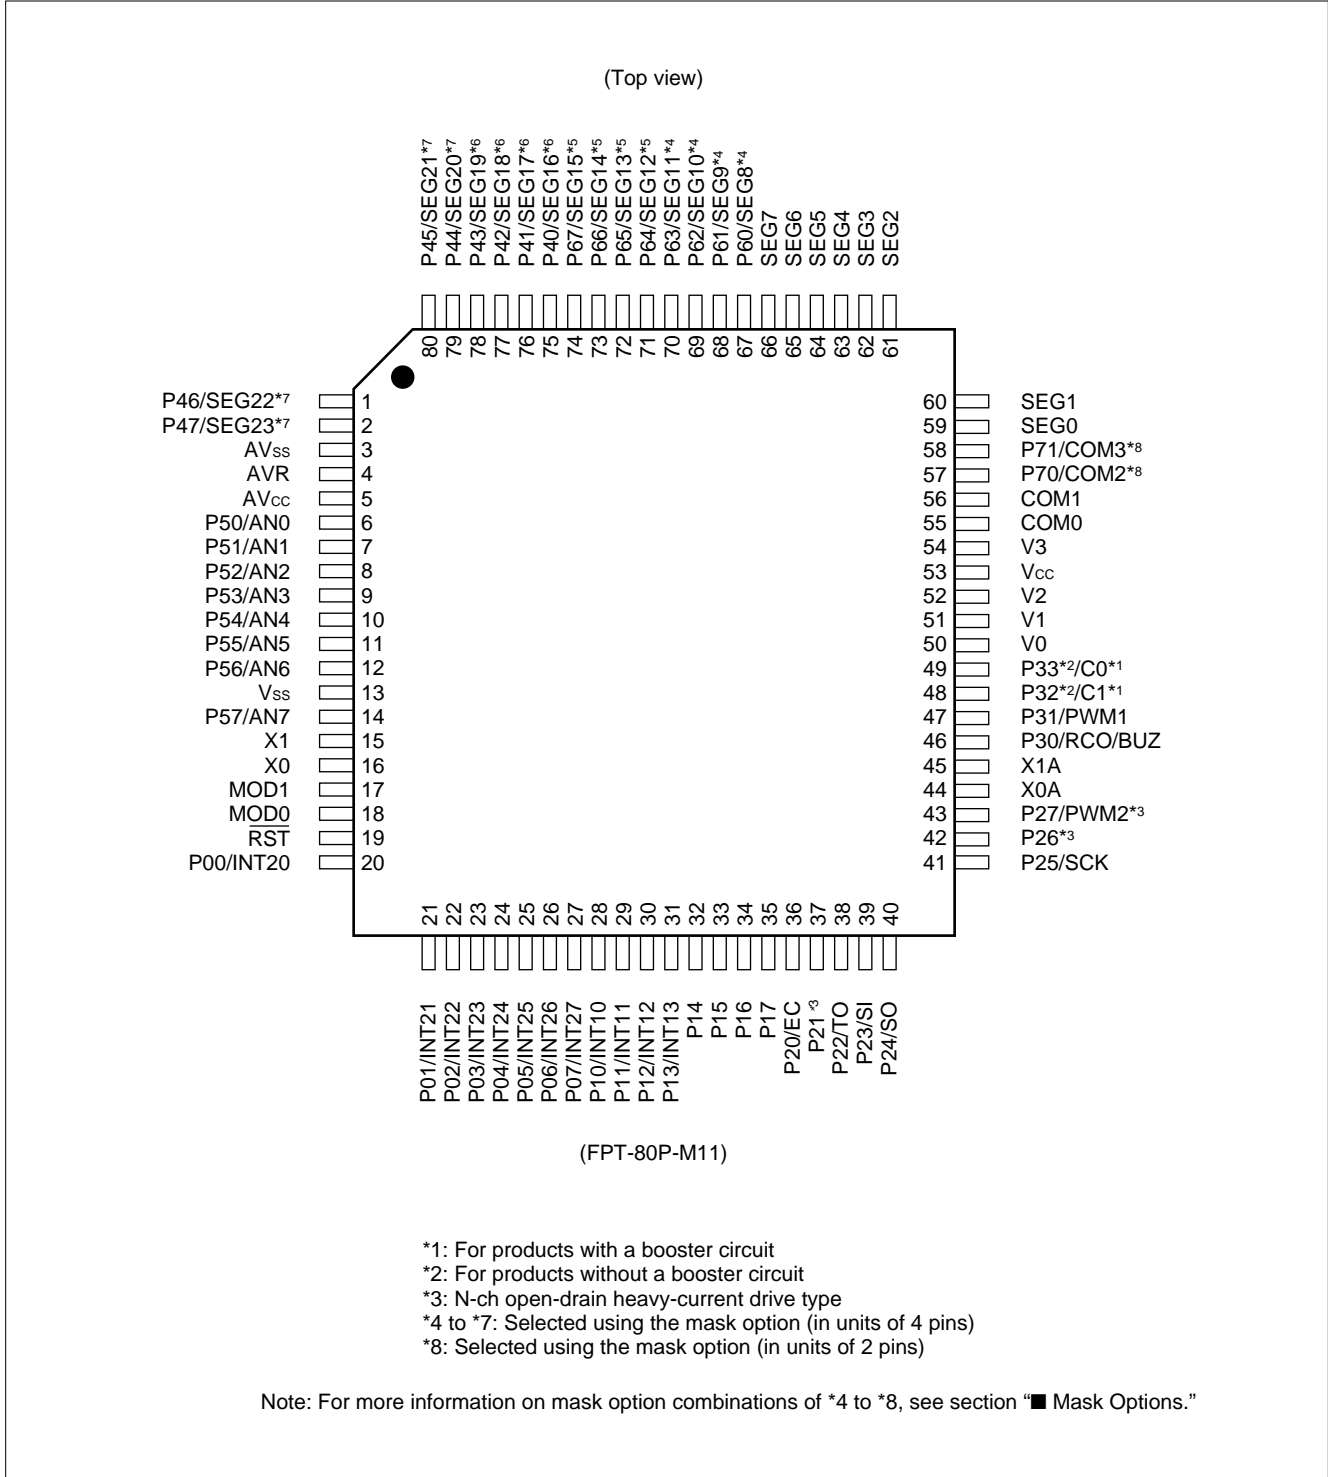 (Top view)
P45/SEG21*7
P44/SEG20*7
P43/SEG19*6
P42/SEG18*6
P41/SEG17*6
P40/SEG16*6
P67/SEG15*5
P66/SEG14*5
P65/SEG13*5
P64/SEG12*5
P63/SEG11*4
P62/SEG10*4
P61/SEG9*4
P60/SEG8*4
SEG7
SEG6
SEG5
SEG4
SEG3
SEG2
80 79 78 77 76 75 74 73 72 71 70 69 68 67 66 65 64 63 62 61
P46/SEG22*7 1
P47/SEG23*7 2
AVss 3
AVR 4
AVcc 5
P50/AN0 6
P51/AN1 7
P52/AN2 8
P53/AN3 9
P54/AN4 10
P55/AN5 11
P56/AN6 12
Vss 13
P57/AN7 14
X1 15
X0 16
MOD1 17
MOD0 18
RST 19
P00/INT20 20
60 SEG1
59 SEG0
58 P71/COM3*8
57 P70/COM2*8
56 COM1
55 COM0
54 V3
53 Vcc
52 V2
51 V1
50 V0
49 P33*2/C0*1
48 P32*2/C1*1
47 P31/PWM1
46 P30/RCO/BUZ
45 X1A
44 X0A
43 P27/PWM2*3
42 P26*3
41 P25/SCK
21 22 23 24 25 26 27 28 29 30 31 32 33 34 35 36 37 38 39 40
P01/INT21
P02/INT22
P03/INT23
P04/INT24
P05/INT25
P06/INT26
P07/INT27
P10/INT10
P11/INT11
P12/INT12
P13/INT13
P14
P15
P16
P17
P20/EC
P21*3
P22/TO
P23/SI
P24/SO
(FPT-80P-M11)
*1: For products with a booster circuit
*2: For products without a booster circuit
*3: N-ch open-drain heavy-current drive type
*4 to *7: Selected using the mask option (in units of 4 pins)
*8: Selected using the mask option (in units of 2 pins)
Note: For more information on mask option combinations of *4 to *8, see section “■ Mask Options.”